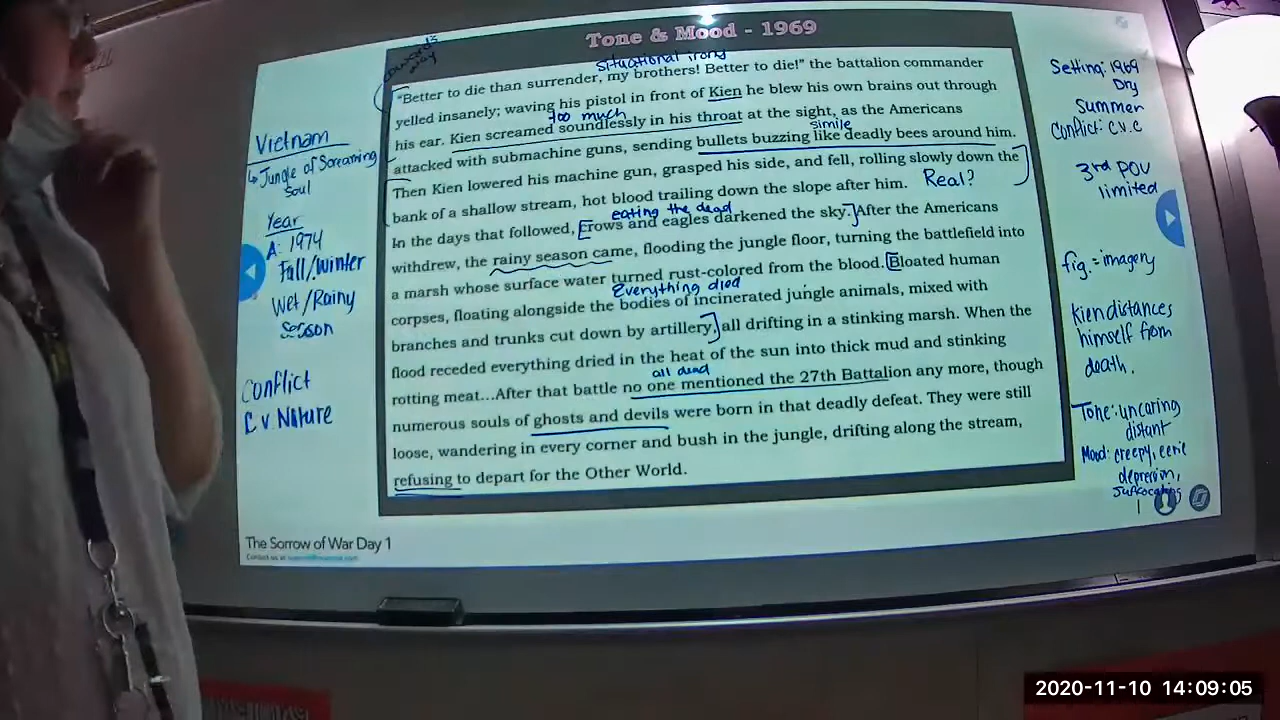 Tone & Mood - 1969
coward's
way
situational irony
"Better to die than surrender, my brothers! Better to die!" the battalion commander
yelled insanely; waving his pistol in front of Kien he blew his own brains out through
too much
his ear. Kien screamed soundlessly in his throat at the sight, as the Americans
simile
attacked with submachine guns, sending bullets buzzing like deadly bees around him.
Then Kien lowered his machine gun, grasped his side, and fell, rolling slowly down the
bank of a shallow stream, hot blood trailing down the slope after him. Real?
eating the dead
In the days that followed, Crows and eagles darkened the sky. After the Americans
withdrew, the rainy season came, flooding the jungle floor, turning the battlefield into
a marsh whose surface water turned rust-colored from the blood. Bloated human
Everything died
corpses, floating alongside the bodies of incinerated jungle animals, mixed with
branches and trunks cut down by artillery, all drifting in a stinking marsh. When the
flood receded everything dried in the heat of the sun into thick mud and stinking
all dead
rotting meat...After that battle no one mentioned the 27th Battalion any more, though
numerous souls of ghosts and devils were born in that deadly defeat. They were still
loose, wandering in every corner and bush in the jungle, drifting along the stream,
refusing to depart for the Other World.
Vietnam
↳ Jungle of Screaming
Soul
Year
A: 1974
Fall/Winter
Wet/Rainy
Season
Conflict
C v. Nature
Setting: 1969
Dry
Summer
Conflict: C v. C
3rd POV
limited
fig. = imagery
Kien distances
himself from
death.
Tone: uncaring
distant
Mood: creepy, eerie
depression,
suffocating
1
The Sorrow of War Day 1
Contact us at
2020-11-10 14:09:05